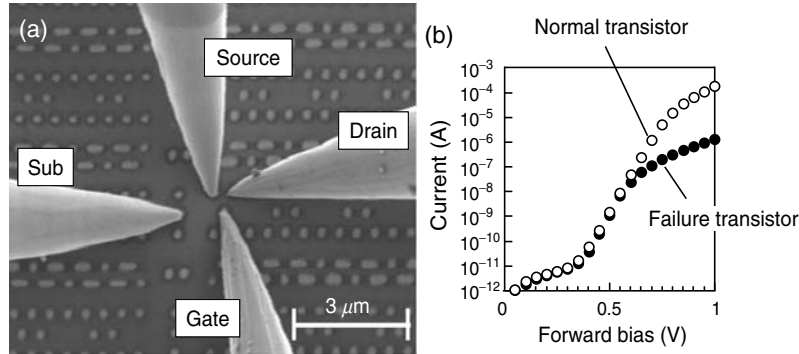 (a)
Source
Drain
Sub
Gate
3 μm
(b)
Normal transistor
10⁻³
10⁻⁴
10⁻⁵
10⁻⁶
10⁻⁷
10⁻⁸
10⁻⁹
10⁻¹⁰
10⁻¹¹
10⁻¹²
Current (A)
Failure transistor
0 0.5 1
Forward bias (V)